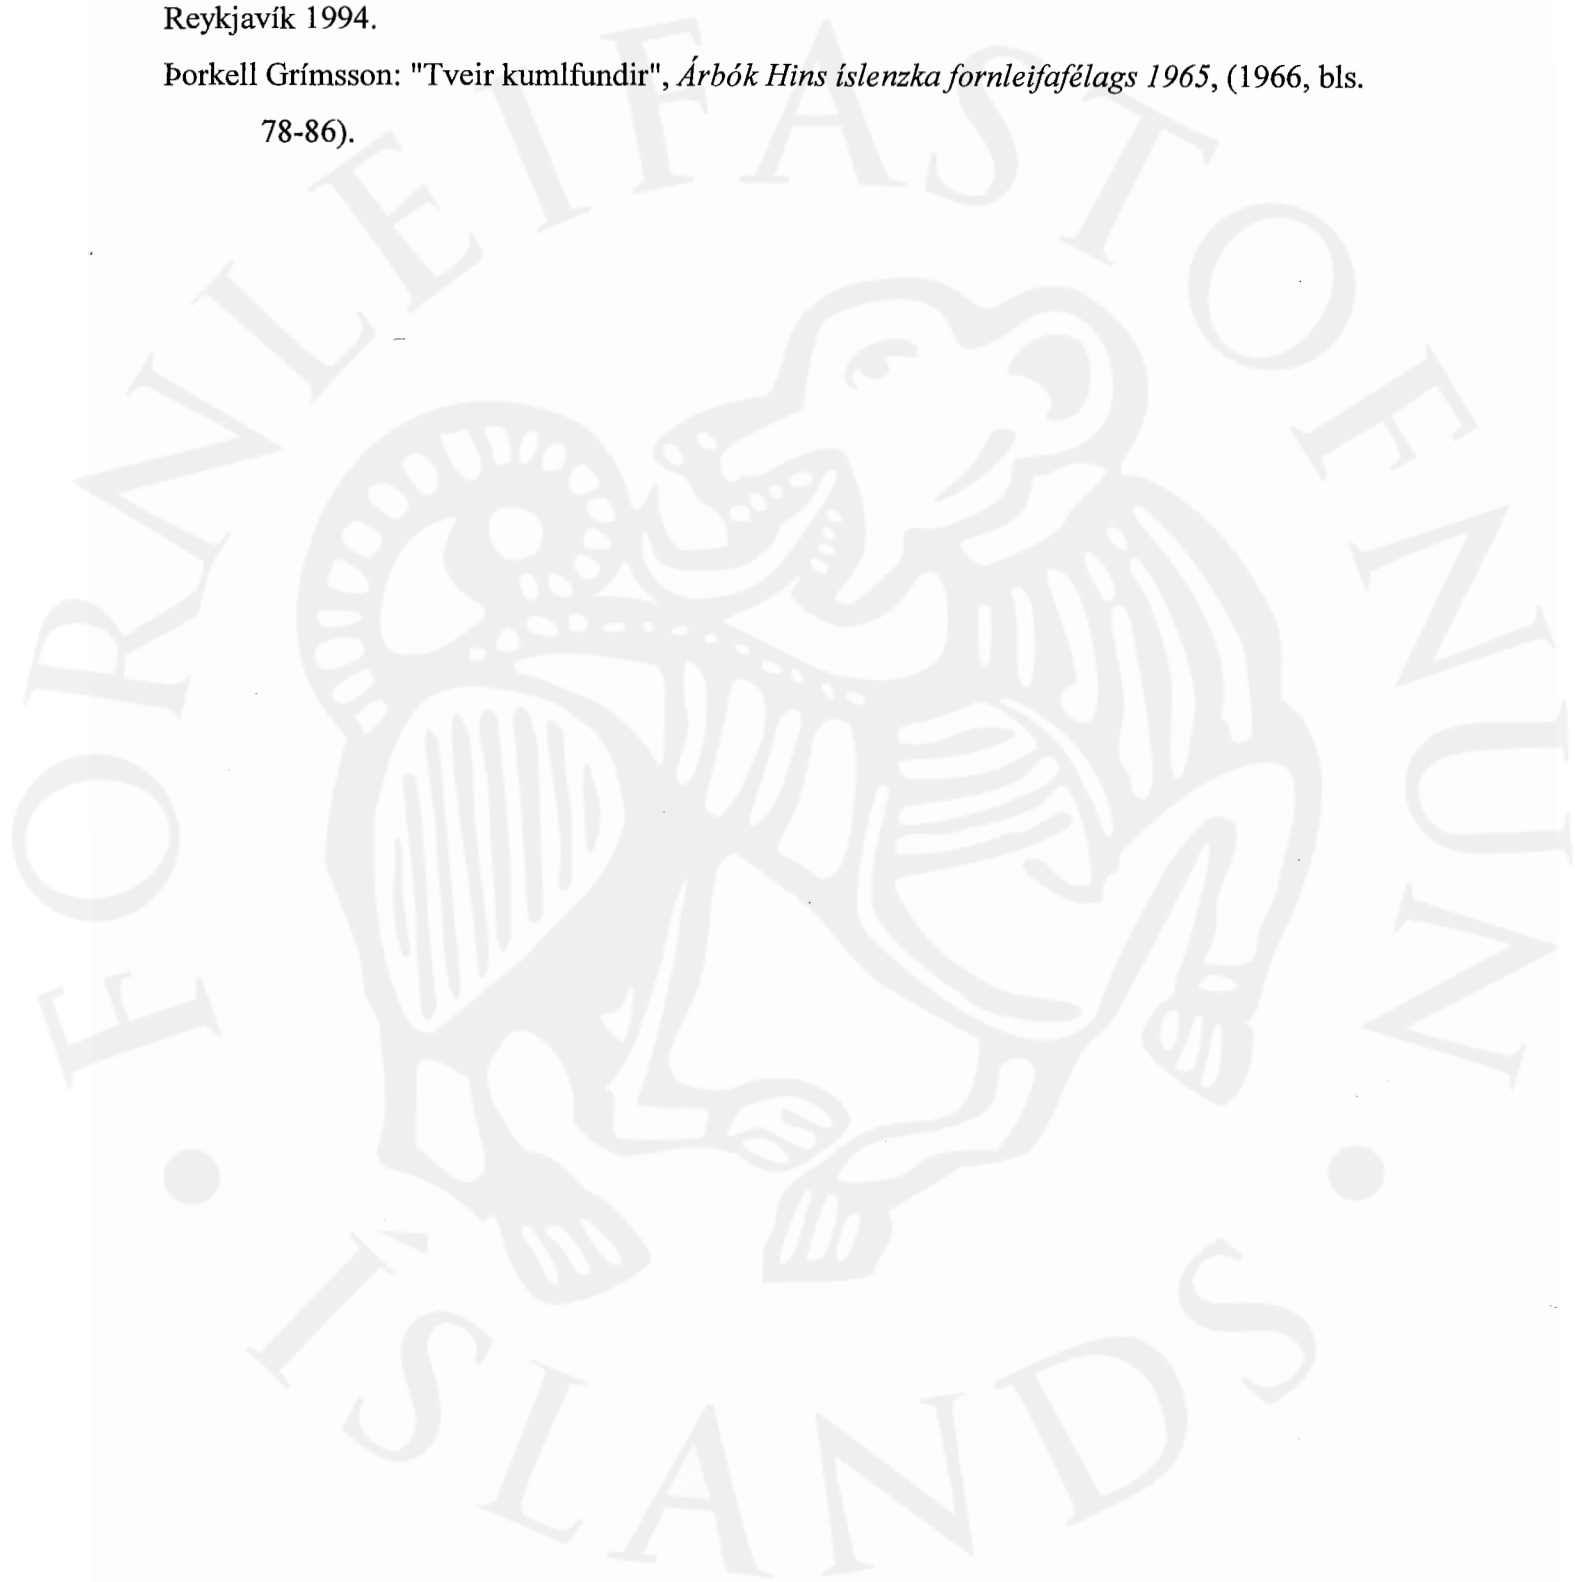 Reykjavík 1994.
Þorkell Grímsson: "Tveir kumlfundir", Árbók Hins íslenzka fornleifafélags 1965, (1966, bls.
78-86).
FORNLEIFASTOFNUN
• ÍSLANDS •